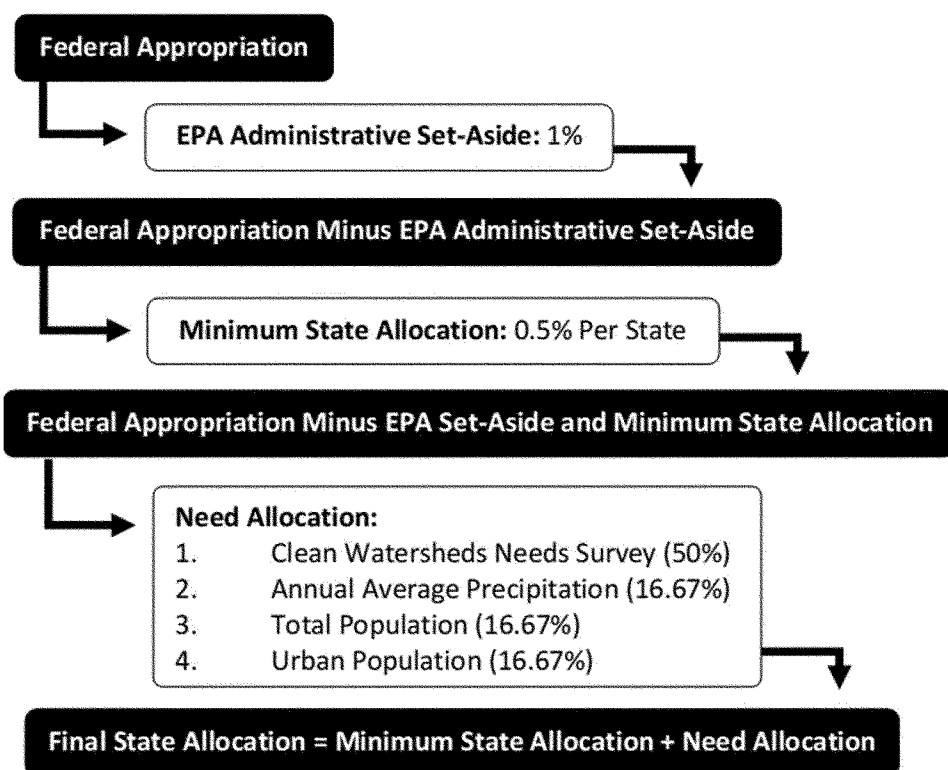 Federal Appropriation
EPA Administrative Set-Aside: 1%
Federal Appropriation Minus EPA Administrative Set-Aside
Minimum State Allocation: 0.5% Per State
Federal Appropriation Minus EPA Set-Aside and Minimum State Allocation
Need Allocation:
1. Clean Watersheds Needs Survey (50%)
2. Annual Average Precipitation (16.67%)
3. Total Population (16.67%)
4. Urban Population (16.67%)
Final State Allocation = Minimum State Allocation + Need Allocation